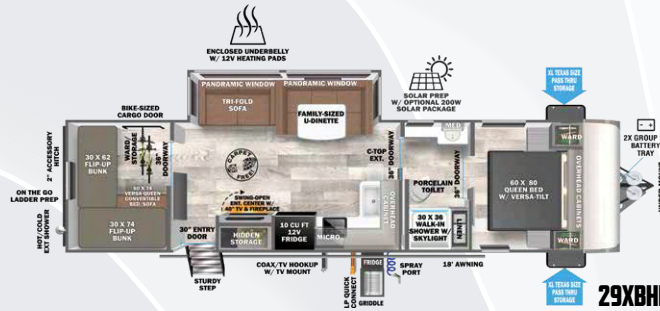 ENCLOSED UNDERBELLY
W/ 12V HEATING PADS
SOLAR PREP
W/ OPTIONAL 200W
SOLAR PACKAGE
XL TEXAS SIZE
PASS THRU
STORAGE
BIKE-SIZED
CARGO DOOR
PANORAMIC WINDOW
PANORAMIC WINDOW
TRI-FOLD
SOFA
FAMILY-SIZED
U-DINETTE
MED
WARD
2X GROUP
BATTERY
TRAY
2" ACCESSORY
HITCH
30 X 62
FLIP-UP
BUNK
WARD.
STORAGE
36"
DOORWAY
CARPET
FREE
C-TOP
EXT.
36" DOORWAY
36" DOORWAY
PORCELAIN
TOILET
60 X 80
QUEEN BED
W/ VERSA-TILT
OVERHEAD CABINETS
ON THE GO
LADDER PREP
60 X 74
VERSA-QUEEN
CONVERTIBLE
BED/SOFA
SWING-OPEN
ENT. CENTER W/
40" TV & FIREPLACE
OVERHEAD
CABINET
HOT/COLD
EXT SHOWER
30 X 74
FLIP-UP
BUNK
30" ENTRY
DOOR
HIDDEN
STORAGE
10 CU FT
12V
FRIDGE
MICRO.
30 X 36
WALK-IN
SHOWER W/
SKYLIGHT
LINEN
WARD
STURDY
STEP
COAX/TV HOOKUP
W/ TV MOUNT
LP QUICK
CONNECT
FRIDGE
GRIDDLE
SPRAY
PORT
18' AWNING
XL TEXAS SIZE
PASS THRU
STORAGE